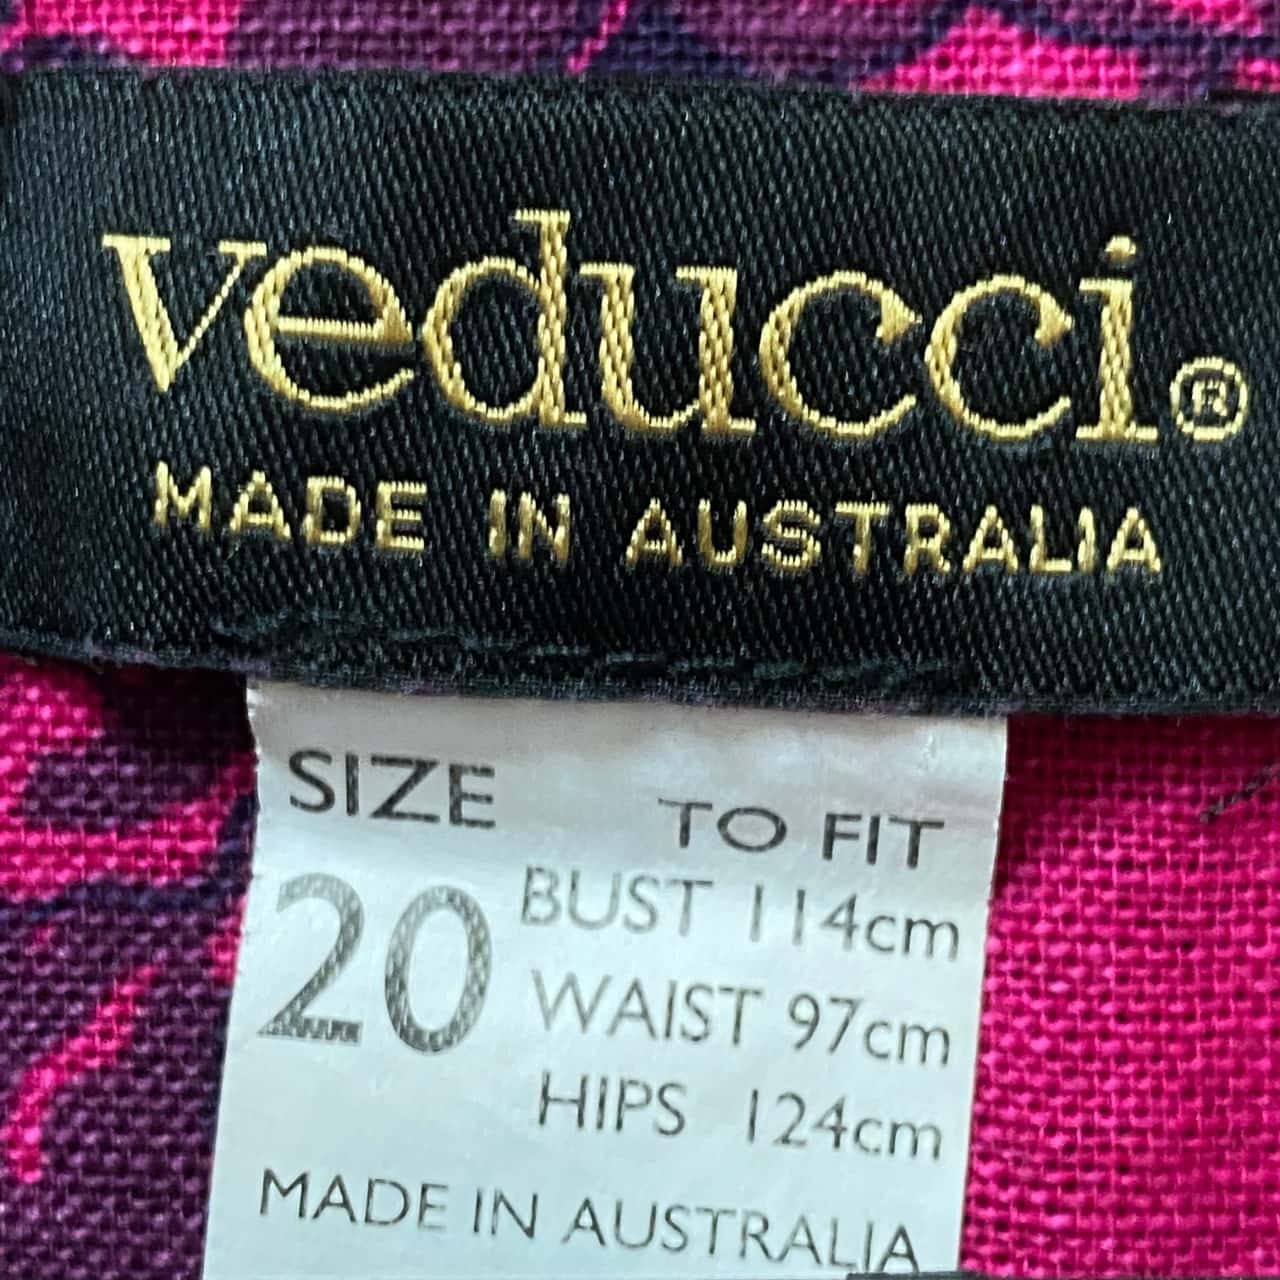 veducci®
MADE IN AUSTRALIA
SIZE
TO FIT
20
BUST 114cm
WAIST 97cm
HIPS 124cm
MADE IN AUSTRALIA